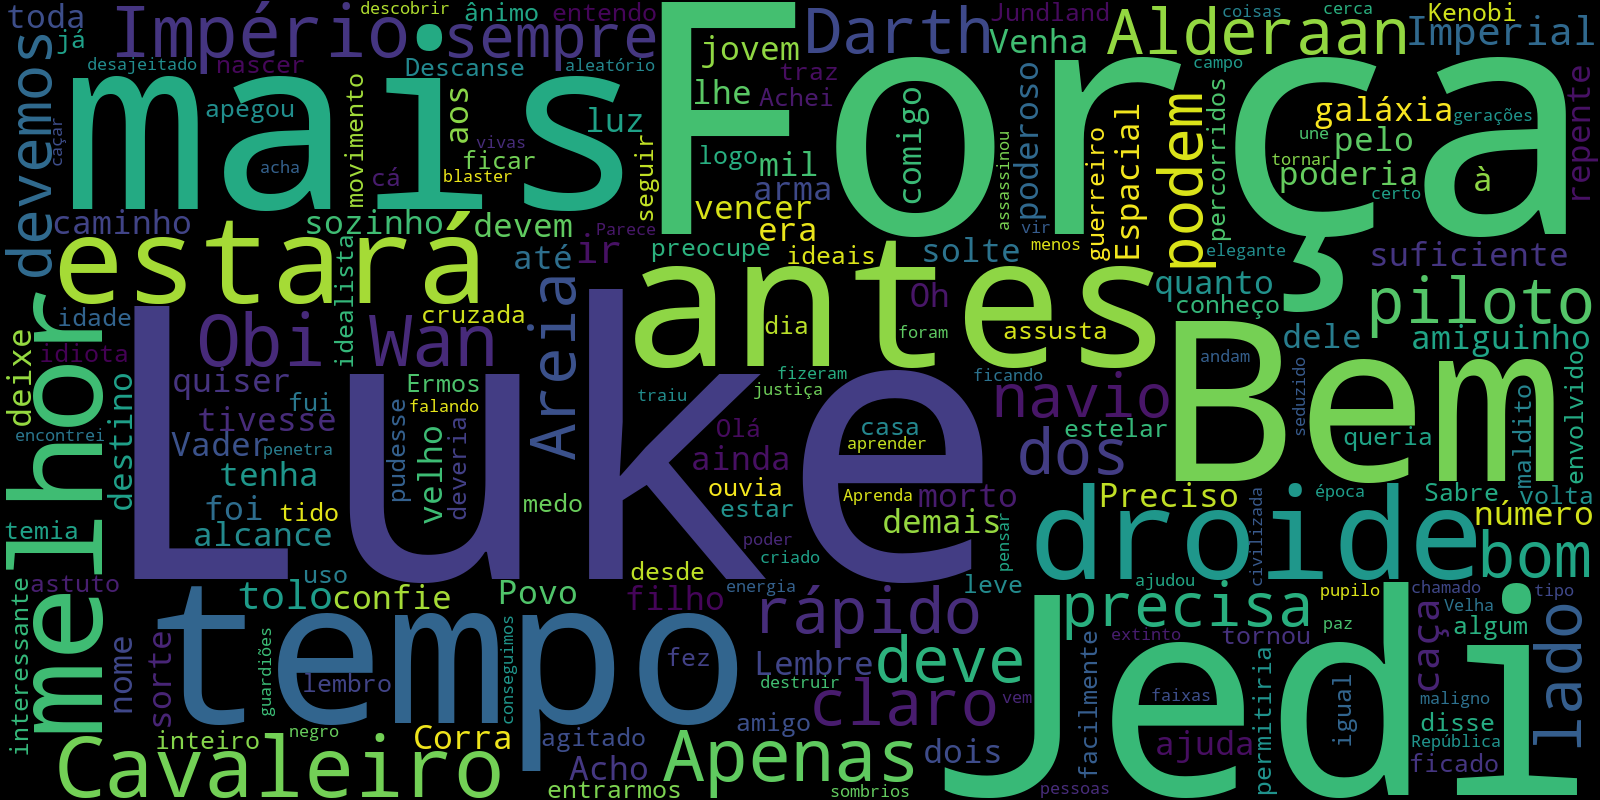 toda
descobrir
ânimo
entendo
Jundland
coisas
cerca
Kenobi
Império
sempre
Força
Darth
Venha
Alderaan
Imperial
já
desajeitado
nascer
Descanse
aleatório
jovem
traz
campo
devemos
mais
lhe
Achei
galáxia
gerações
apegou
movimento
aos
luz
comigo
poderoso
Espacial
podem
percorridos
une
pelo
repente
caçar
acha
cá
vivas
ficar
blaster
seguir
logo
mil
arma
assassinou
guerreiro
tornar
poderia
à
certo
caminho
sozinho
devem
Parece
vencer
era
vir
menos
elegante
estará
até
ir
preocupe
ideais
solte
quanto
suficiente
idade
idealista
cruzada
Areia
antes
Oh
conheço
piloto
Obi Wan
dia
foram
assusta
dele
amiguinho
deixe
idiota
melhor
destino
quiser
fui
Ermos
falando
Luke
fizeram
justiça
ficando
navio
andam
seduzido
Bem
envolvido
tivesse
traiu
Olá
casa
aprender
estelar
queria
maldito
encontrei
Vader
penetra
pudesse
velho
deveria
ainda
dos
tenha
ouvia
Aprenda
morto
Preciso
civilizada
época
Sabre
volta
foi
tido
medo
estar
demais
número
temia
alcance
poder
criado
pensar
droide
bom
interessante
astuto
uso
desde
energia
leve
ajudou
pupilo
chamado
tipo
tolo
confie
Povo
filho
rápido
precisa
Velha
algum
tempo
nome
sorte
guardiões
conseguimos
fez
Lembre
deve
Jedi
extinto
tornou
paz
caça
lado
lembro
destruir
claro
vem
facilmente
faixas
permitiria
igual
maligno
Cavaleiro
inteiro
negro
Corra
agitado
amigo
ajuda
disse
República
Acho
Apenas
dois
ficado
entrarmos
sombrios
pessoas